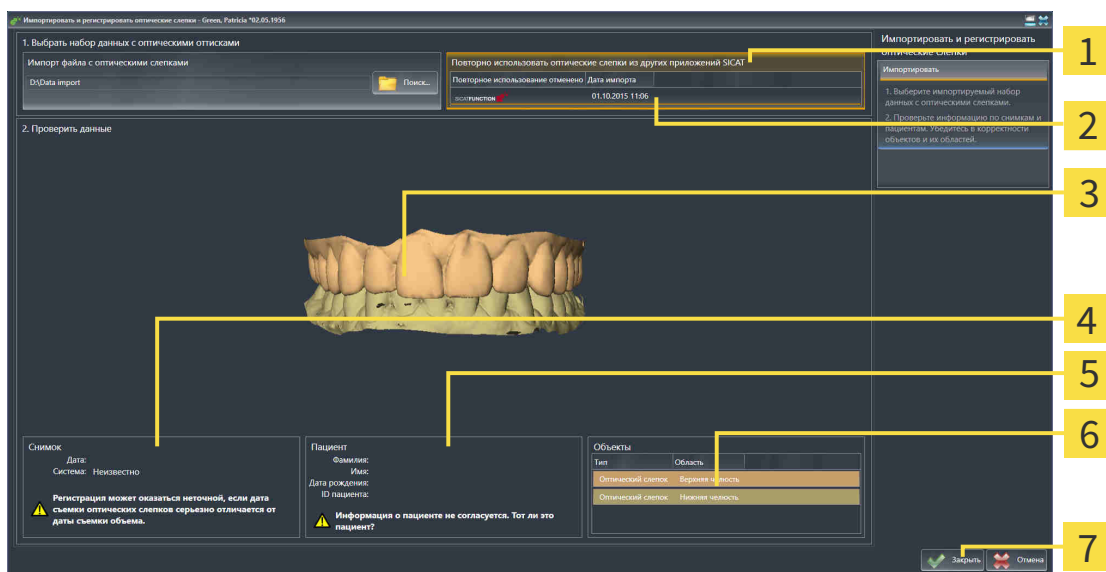 Импортировать и регистрировать оптические слепки - Green, Patricia *02.05.1956
1. Выбрать набор данных с оптическими оттисками
Импорт файла с оптическими слепками
D:\Data import
Поиск...
Повторно использовать оптические слепки из других приложений SICAT
Повторное использование отменено Дата импорта
SICATFUNCTION 01.10.2015 11:06
Импортировать и регистрировать
оптические слепки
Импортировать
1. Выберите импортируемый набор
данных с оптическими слепками.
2. Проверьте информацию по снимкам и
пациентам. Убедитесь в корректности
объектов и их областей.
2. Проверить данные
Снимок
Дата:
Система: Неизвестно
Регистрация может оказаться неточной, если дата
съемки оптических слепков серьезно отличается от
даты съемки объема.
Пациент
Фамилия:
Имя:
Дата рождения:
ID пациента:
Информация о пациенте не согласуется. Тот ли это
пациент?
Объекты
Тип Область
Оптический слепок Верхняя челюсть
Оптический слепок Нижняя челюсть
Закрыть
Отмена
1
2
3
4
5
6
7